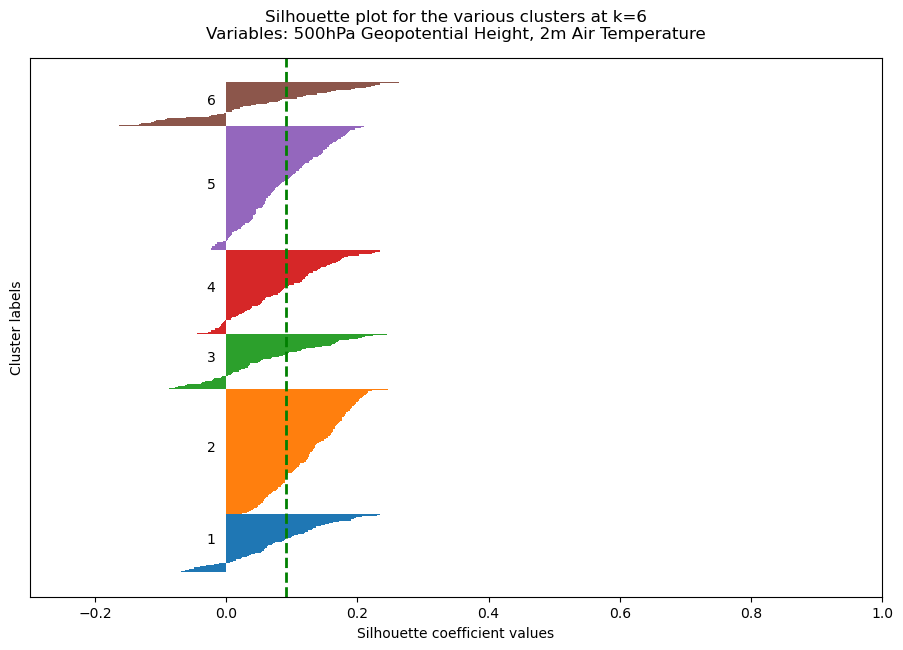 Silhouette plot for the various clusters at k=6
Variables: 500hPa Geopotential Height, 2m Air Temperature
Cluster labels
6
5
4
3
2
1
−0.2 0.0 0.2 0.4 0.6 0.8 1.0
Silhouette coefficient values